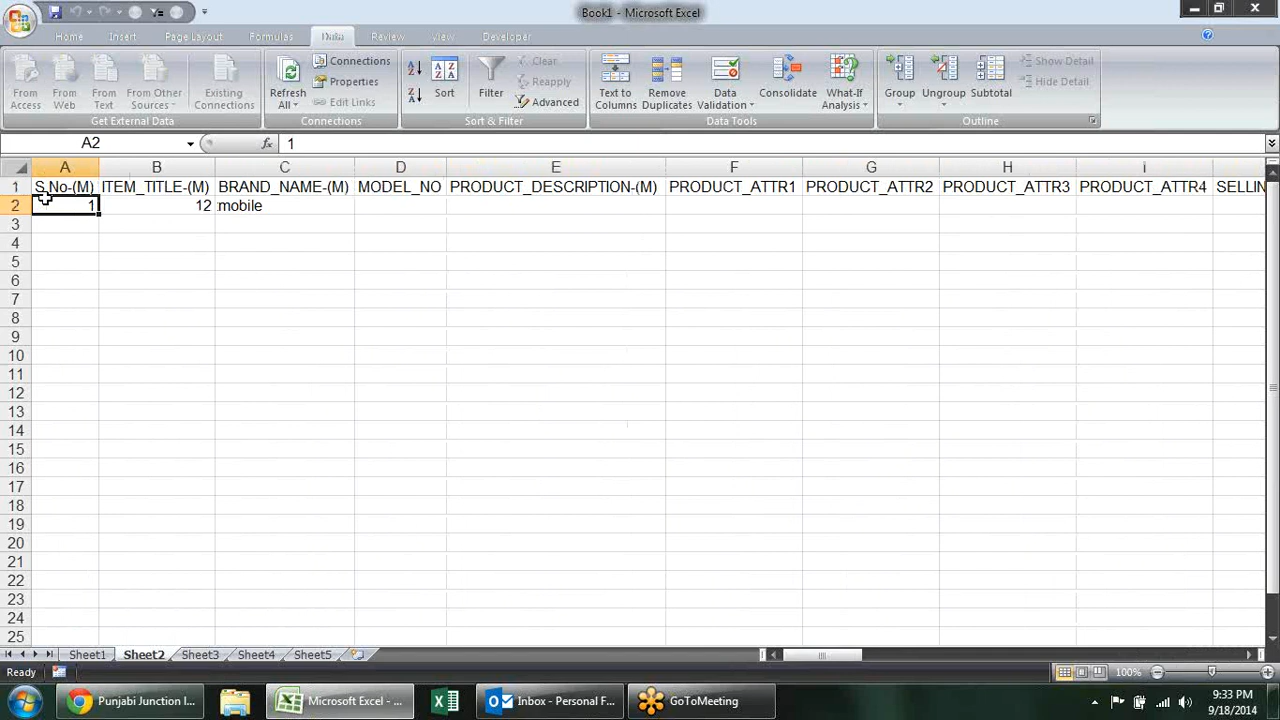 Book1 - Microsoft Excel
Home Insert Page Layout Formulas Data Review View Developer
From Access From Web From Text From Other Sources Existing Connections
Get External Data
Refresh All Connections Properties Edit Links
Connections
Sort Filter Clear Reapply Advanced
Sort & Filter
Text to Columns Remove Duplicates Data Validation Consolidate What-If Analysis
Data Tools
Group Ungroup Subtotal Show Detail Hide Detail
Outline
A2 fx 1
A B C D E F G H I
1 S.No-(M) ITEM_TITLE-(M) BRAND_NAME-(M) MODEL_NO PRODUCT_DESCRIPTION-(M) PRODUCT_ATTR1 PRODUCT_ATTR2 PRODUCT_ATTR3 PRODUCT_ATTR4 SELLIN
2 1 12 mobile
3
4
5
6
7
8
9
10
11
12
13
14
15
16
17
18
19
20
21
22
23
24
25
Sheet1 Sheet2 Sheet3 Sheet4 Sheet5
Ready 100%
Punjabi Junction I... Microsoft Excel - ... Inbox - Personal F... GoToMeeting
9:33 PM
9/18/2014